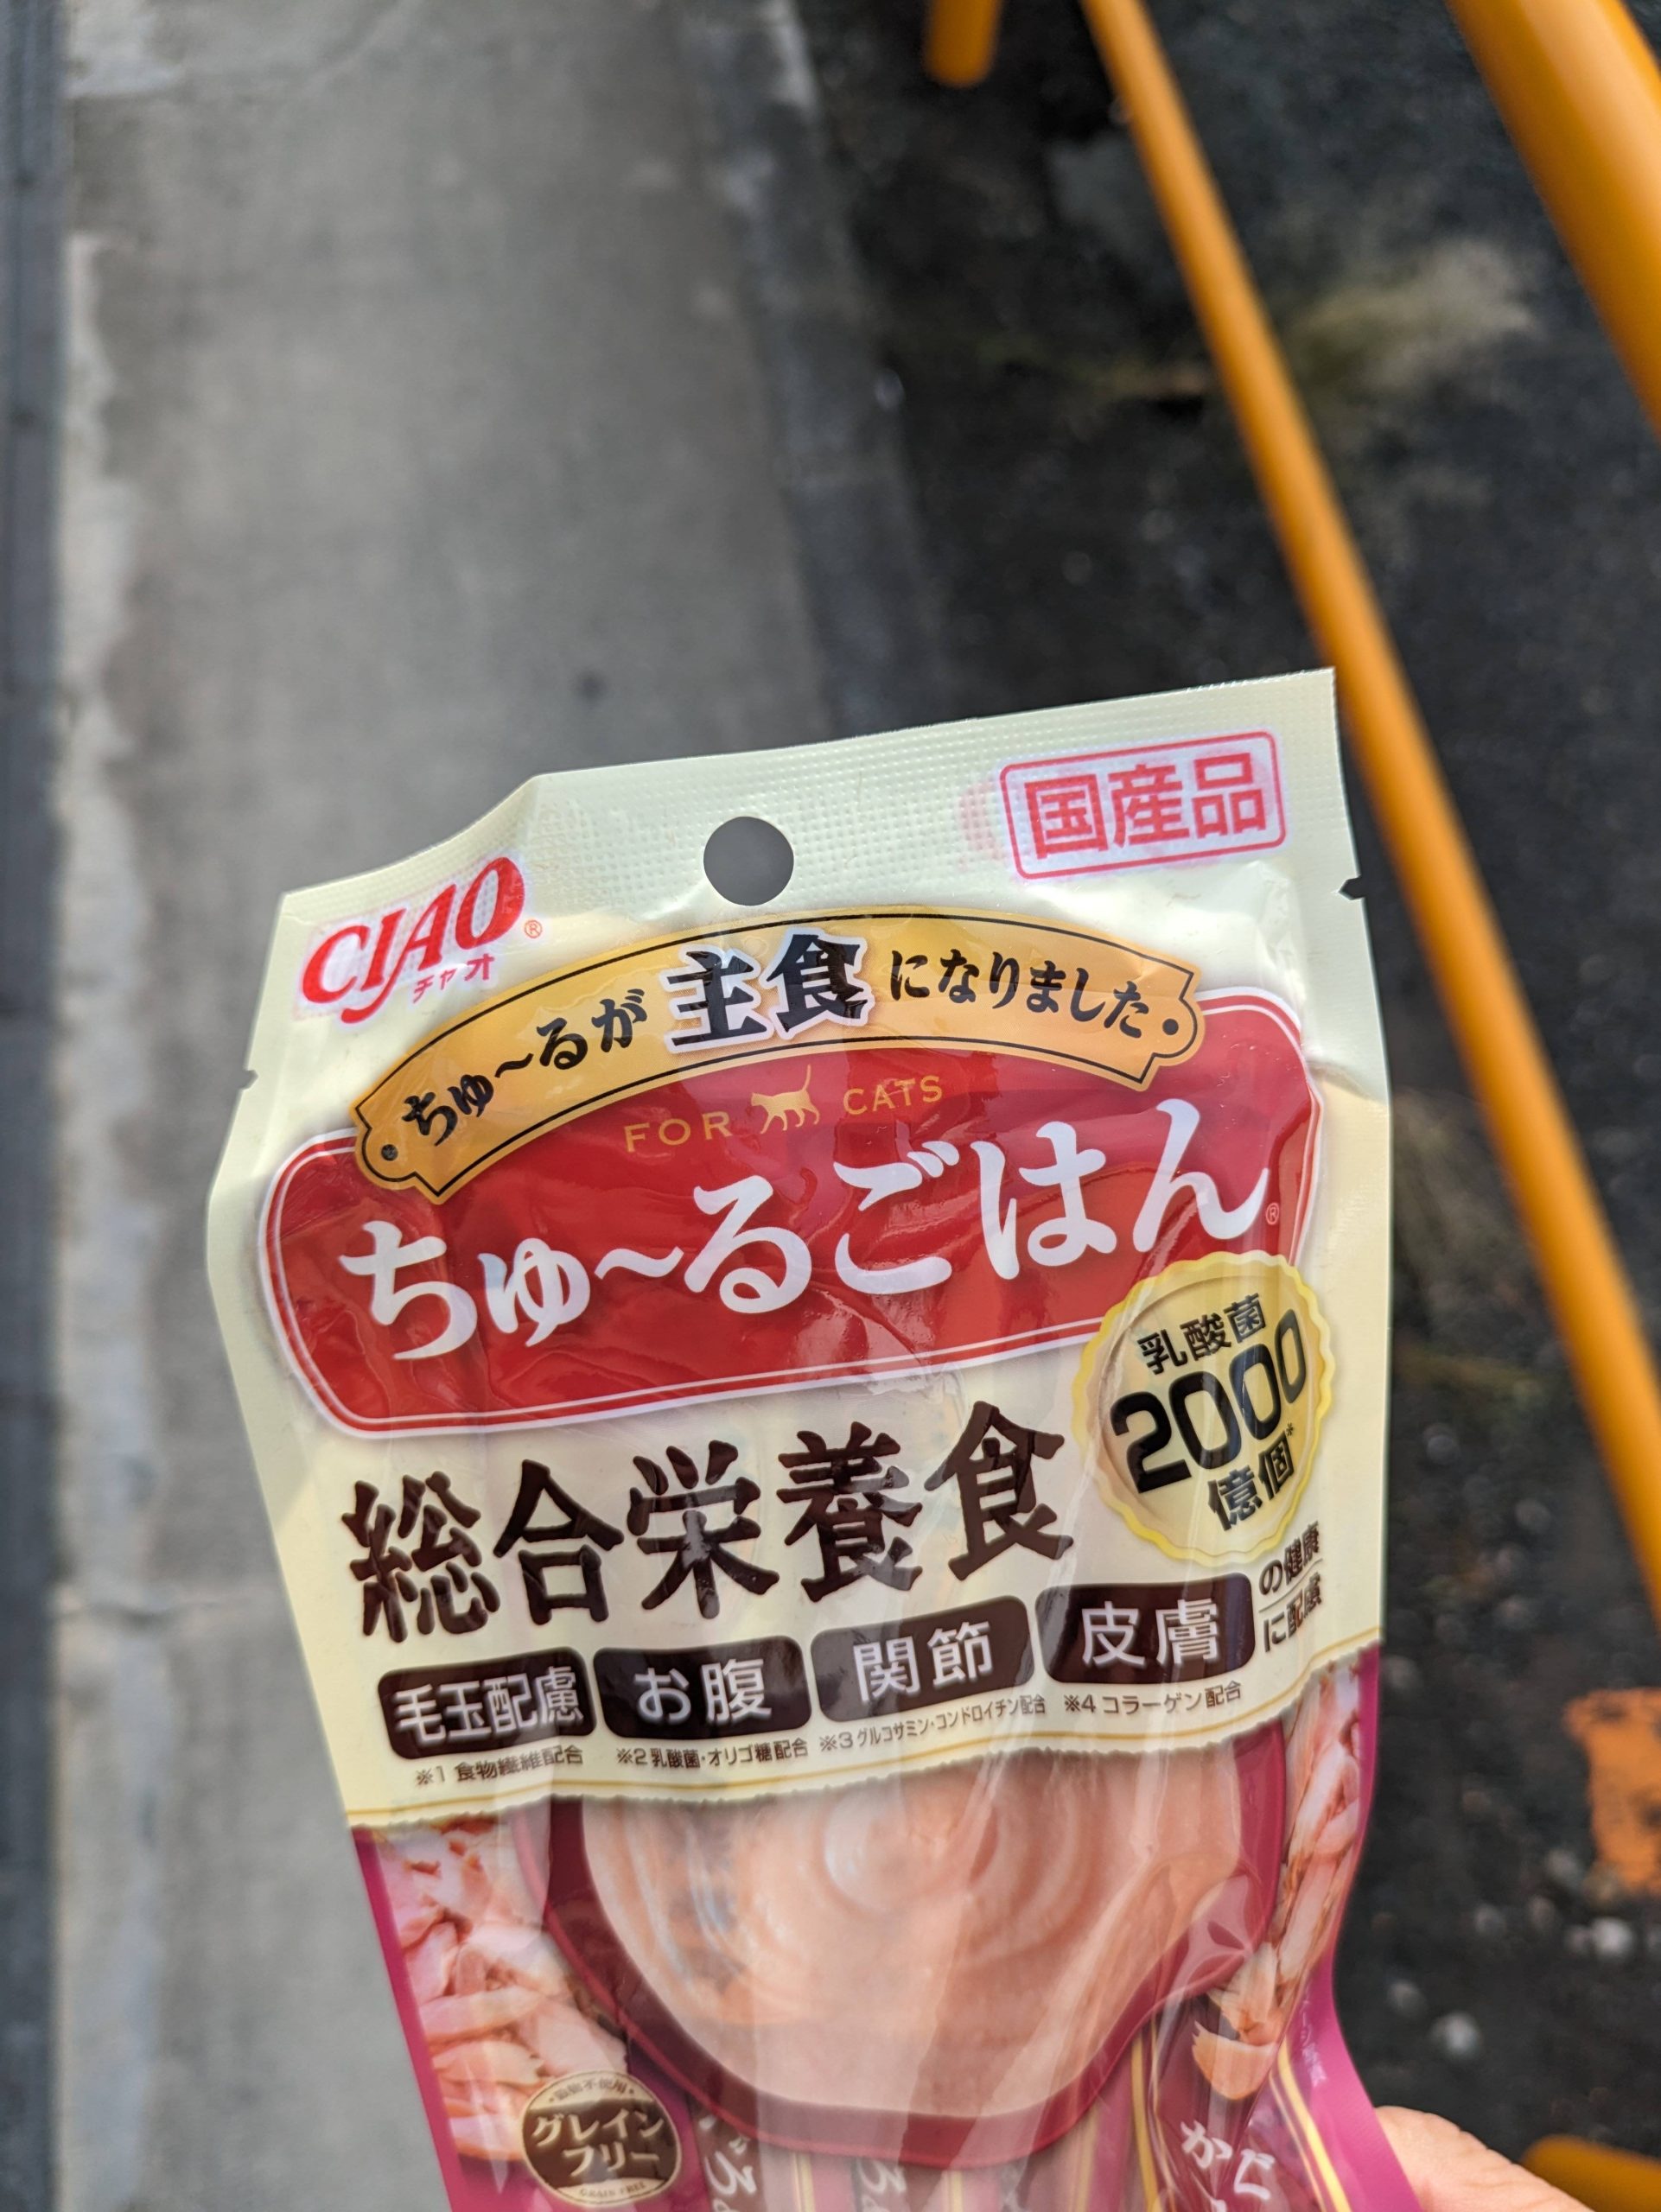 国産品
CIAO®
チャオ
ちゅ～るが主食になりました
FOR CATS
ちゅ～るごはん®
乳酸菌
2000
億個*
総合栄養食
毛玉配慮 お腹 関節 皮膚 の健康に配慮
※1 食物繊維配合 ※2 乳酸菌・オリゴ糖配合 ※3 グルコサミン・コンドロイチン配合 ※4 コラーゲン配合
グレイン
フリー
GRAIN FREE